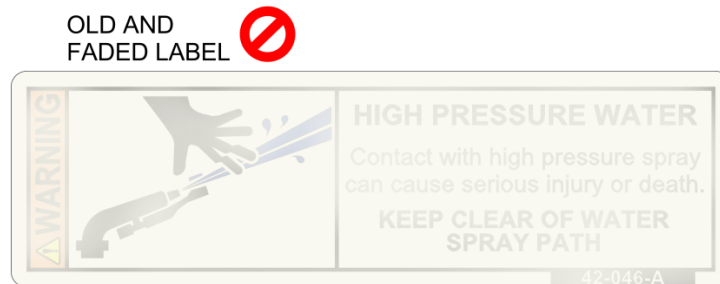 OLD AND
FADED LABEL
WARNING
HIGH PRESSURE WATER
Contact with high pressure spray
can cause serious injury or death.
KEEP CLEAR OF WATER
SPRAY PATH
42-046-A